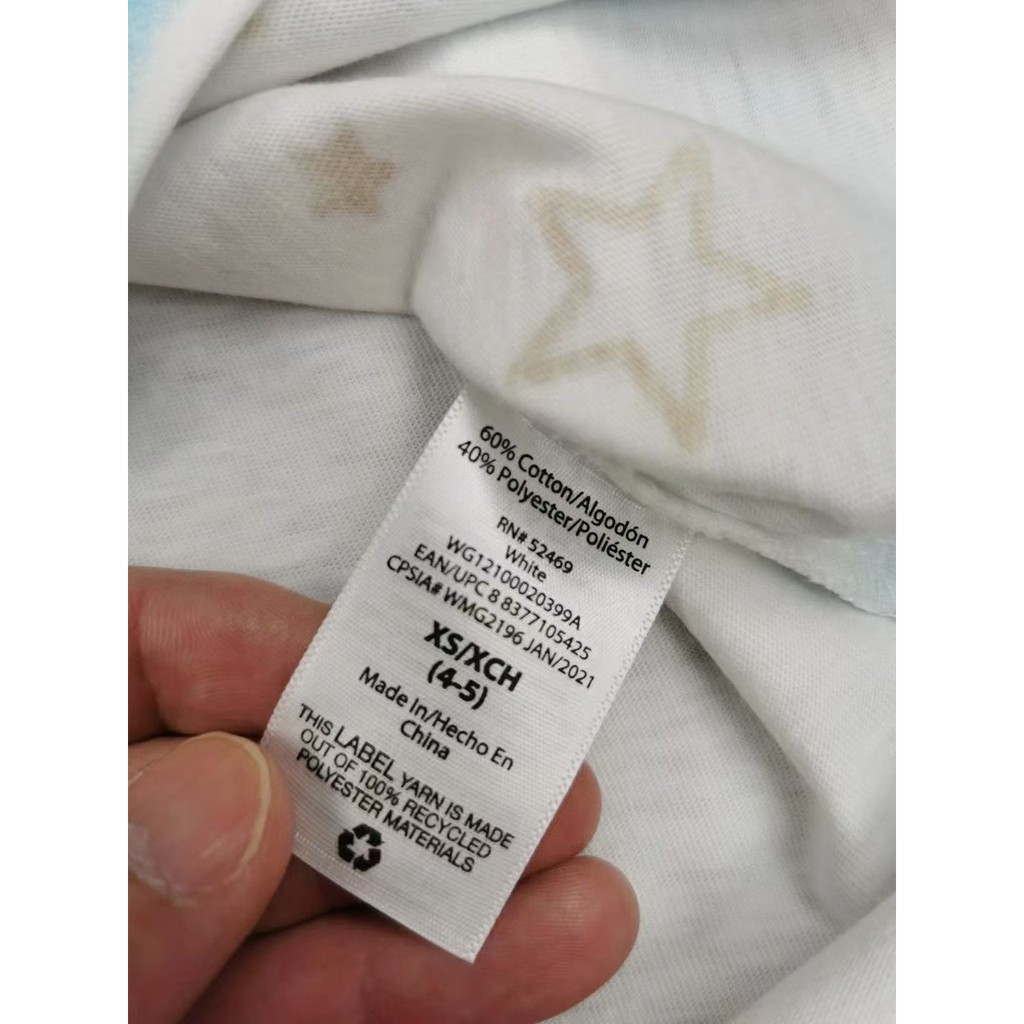 60% Cotton/Algodón
40% Polyester/Poliéster
RN# 52469
White
WG12100020399A
EAN/UPC 8 8377105425
CPSIA# WMG2196 JAN/2021
XS/XCH
(4-5)
Made In/Hecho En
China
THIS LABEL YARN IS MADE
OUT OF 100% RECYCLED
POLYESTER MATERIALS